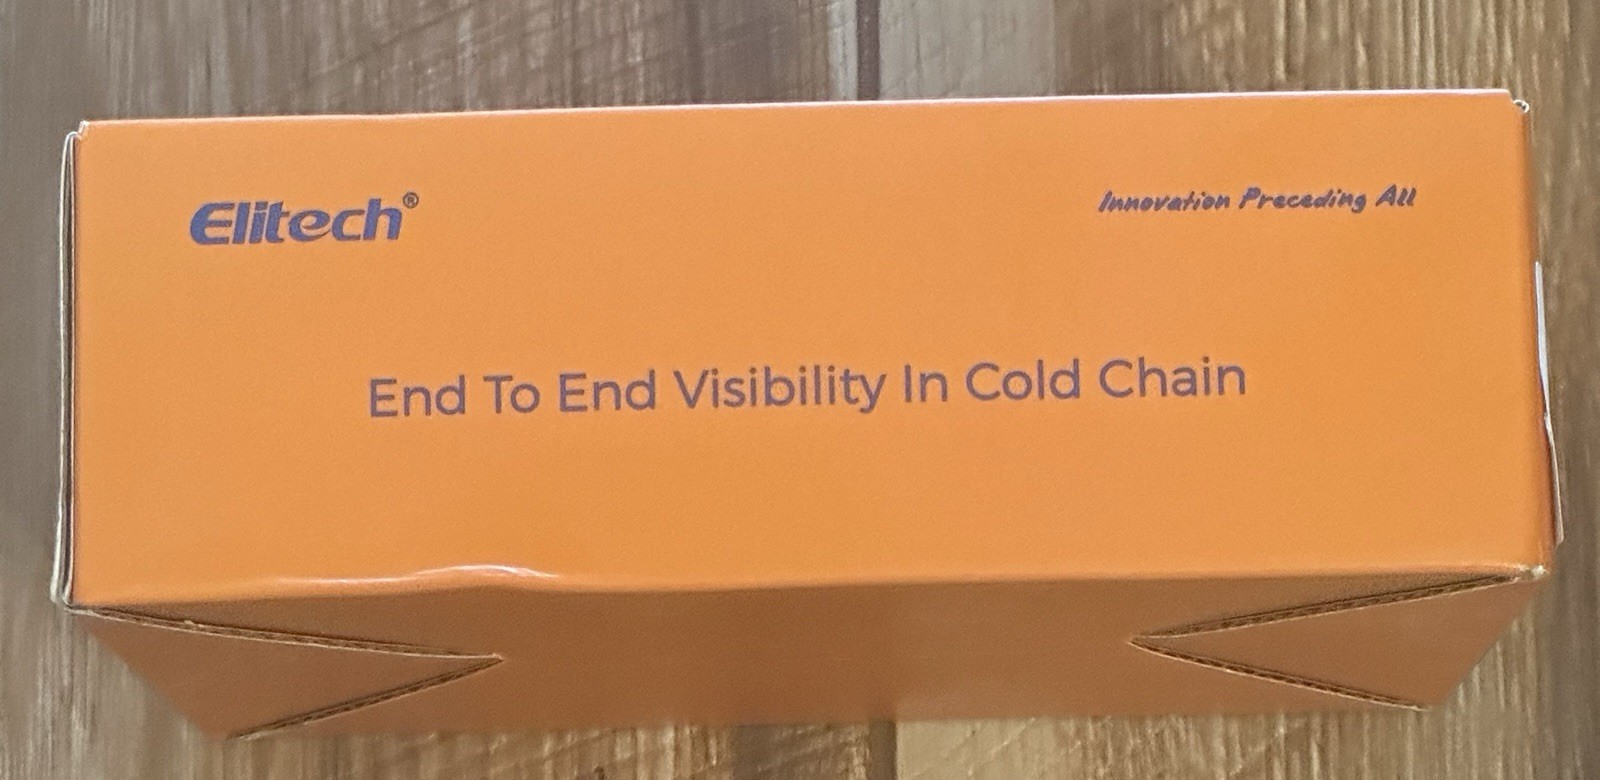 Elitech®
Innovation Preceding All
End To End Visibility In Cold Chain